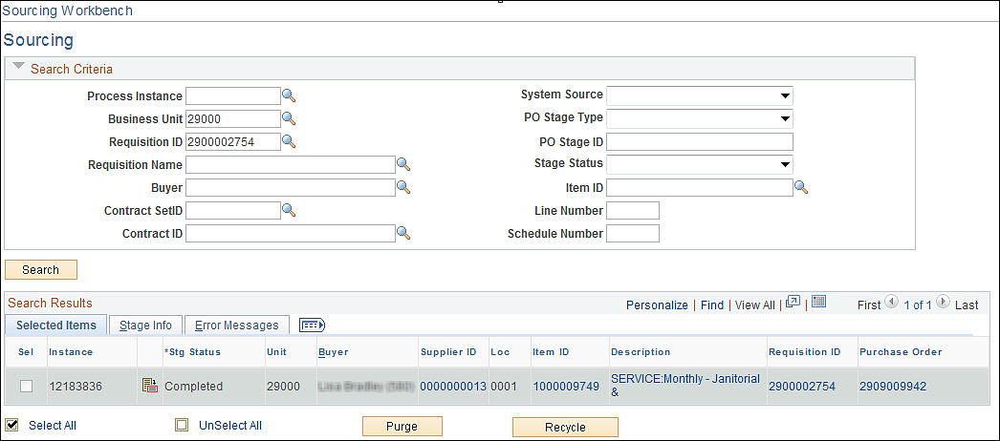 Sourcing Workbench
Sourcing
Search Criteria
Process Instance
System Source
Business Unit 29000
PO Stage Type
Requisition ID 2900002754
PO Stage ID
Requisition Name
Stage Status
Buyer
Item ID
Contract SetID
Line Number
Contract ID
Schedule Number
Search
Search Results
Personalize | Find | View All | |
First 1 of 1 Last
Selected Items Stage Info Error Messages
Sel Instance *Stg Status Unit Buyer Supplier ID Loc Item ID Description Requisition ID Purchase Order
12183836 Completed 29000 0000000013 0001 1000009749 SERVICE:Monthly - Janitorial & 2900002754 2909009942
Select All UnSelect All Purge Recycle